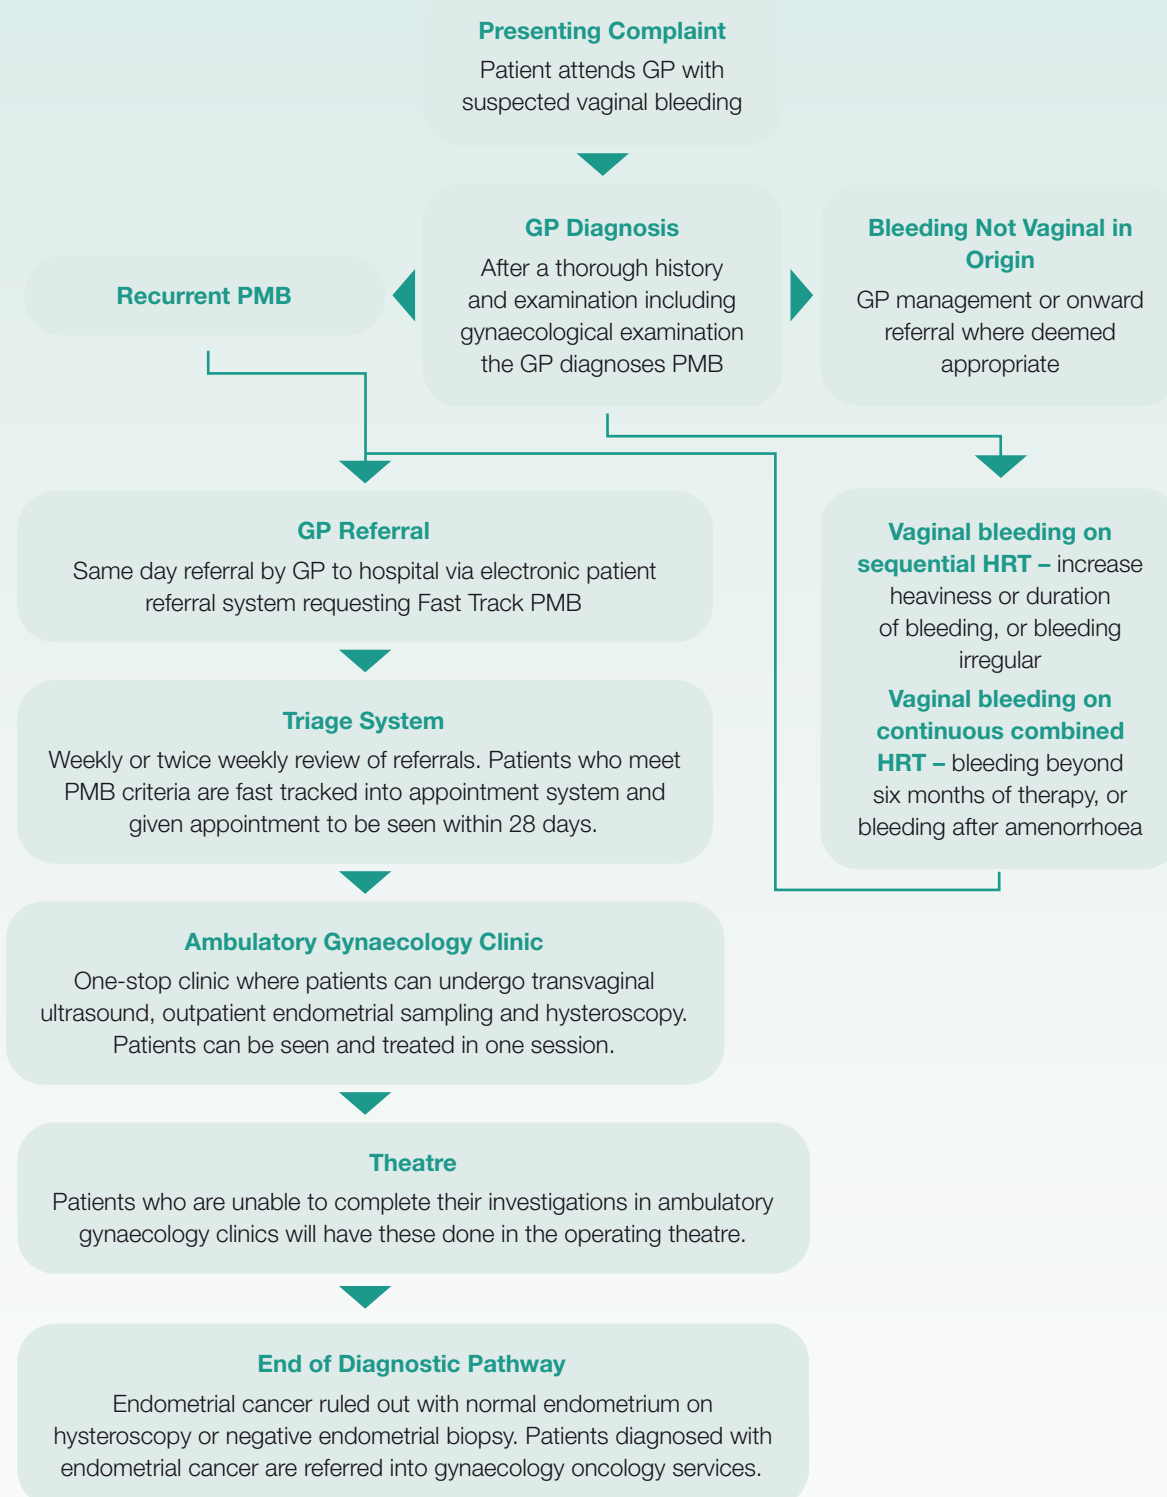 Presenting Complaint
Patient attends GP with
suspected vaginal bleeding
Recurrent PMB
GP Diagnosis
After a thorough history
and examination including
gynaecological examination
the GP diagnoses PMB
Bleeding Not Vaginal in
Origin
GP management or onward
referral where deemed
appropriate
Vaginal bleeding on
sequential HRT – increase
heaviness or duration
of bleeding, or bleeding
irregular
Vaginal bleeding on
continuous combined
HRT – bleeding beyond
six months of therapy, or
bleeding after amenorrhoea
GP Referral
Same day referral by GP to hospital via electronic patient
referral system requesting Fast Track PMB
Triage System
Weekly or twice weekly review of referrals. Patients who meet
PMB criteria are fast tracked into appointment system and
given appointment to be seen within 28 days.
Ambulatory Gynaecology Clinic
One-stop clinic where patients can undergo transvaginal
ultrasound, outpatient endometrial sampling and hysteroscopy.
Patients can be seen and treated in one session.
Theatre
Patients who are unable to complete their investigations in ambulatory
gynaecology clinics will have these done in the operating theatre.
End of Diagnostic Pathway
Endometrial cancer ruled out with normal endometrium on
hysteroscopy or negative endometrial biopsy. Patients diagnosed with
endometrial cancer are referred into gynaecology oncology services.